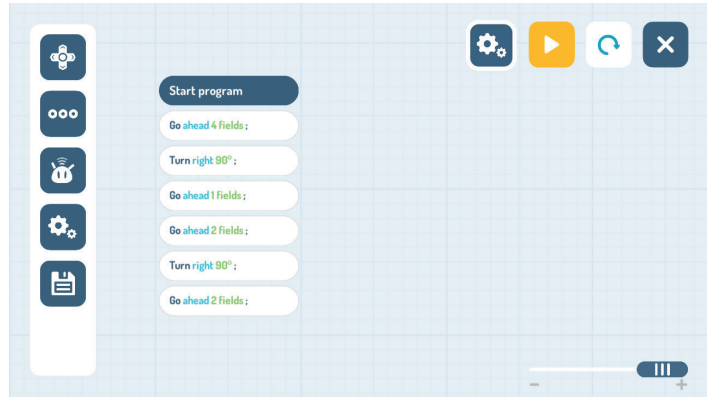 Start program
Go ahead 4 fields ;
Turn right 90° ;
Go ahead 1 fields ;
Go ahead 2 fields ;
Turn right 90° ;
Go ahead 2 fields ;